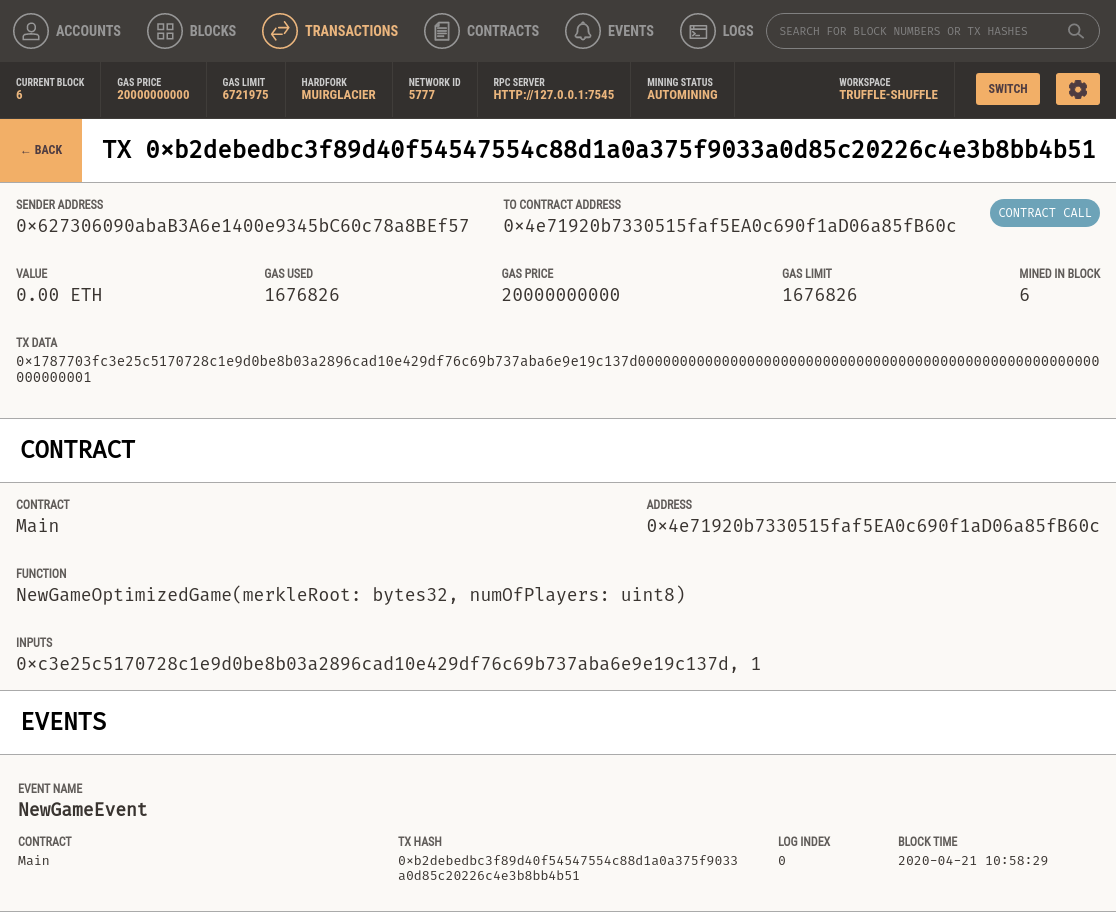 ACCOUNTS BLOCKS TRANSACTIONS CONTRACTS EVENTS LOGS SEARCH FOR BLOCK NUMBERS OR TX HASHES
CURRENT BLOCK GAS PRICE GAS LIMIT HARDFORK NETWORK ID RPC SERVER MINING STATUS WORKSPACE
6 20000000000 6721975 MUIRGLACIER 5777 HTTP://127.0.0.1:7545 AUTOMINING TRUFFLE-SHUFFLE SWITCH
← BACK TX 0×b2debedbc3f89d40f54547554c88d1a0a375f9033a0d85c20226c4e3b8bb4b51
SENDER ADDRESS TO CONTRACT ADDRESS
0×627306090abaB3A6e1400e9345bC60c78a8BEf57 0×4e71920b7330515faf5EA0c690f1aD06a85fB60c CONTRACT CALL
VALUE GAS USED GAS PRICE GAS LIMIT MINED IN BLOCK
0.00 ETH 1676826 20000000000 1676826 6
TX DATA
0×1787703fc3e25c5170728c1e9d0be8b03a2896cad10e429df76c69b737aba6e9e19c137d0000000000000000000000000000000000000000000000000000000
000000001
CONTRACT
CONTRACT ADDRESS
Main 0×4e71920b7330515faf5EA0c690f1aD06a85fB60c
FUNCTION
NewGameOptimizedGame(merkleRoot: bytes32, numOfPlayers: uint8)
INPUTS
0×c3e25c5170728c1e9d0be8b03a2896cad10e429df76c69b737aba6e9e19c137d, 1
EVENTS
EVENT NAME
NewGameEvent
CONTRACT TX HASH LOG INDEX BLOCK TIME
Main 0×b2debedbc3f89d40f54547554c88d1a0a375f9033 0 2020-04-21 10:58:29
a0d85c20226c4e3b8bb4b51